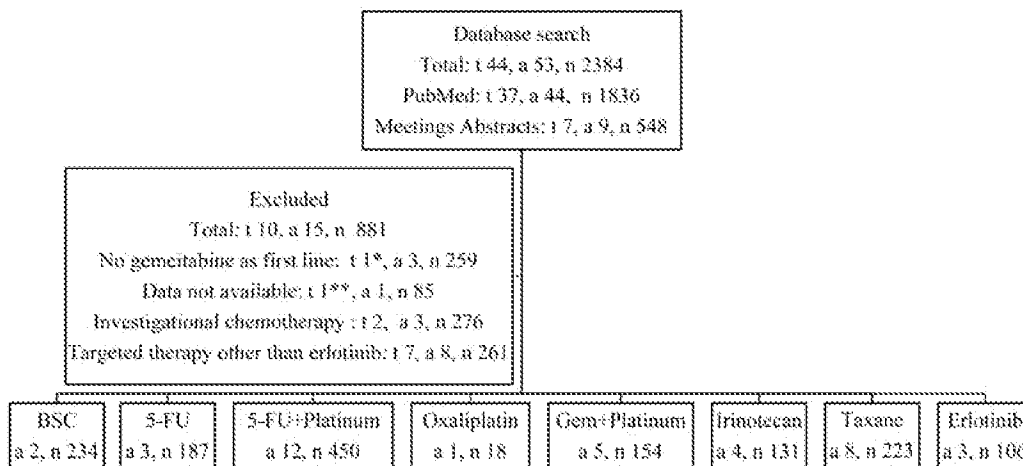 Database search
Total: t 44, a 53, n 2384
PubMed: t 37, a 44, n 1836
Meetings Abstracts: t 7, a 9, n 548
Excluded
Total: t 10, a 15, n 881
No gemcitabine as first line: t 1*, a 3, n 259
Data not available: t 1**, a 1, n 85
Investigational chemotherapy : t 2, a 3, n 276
Targeted therapy other than erlotinib: t 7, a 8, n 261
BSC
a 2, n 234
5-FU
a 3, n 187
5-FU+Platinum
a 12, n 450
Oxaliplatin
a 1, n 18
Gem+Platinum
a 5, n 154
Irinotecan
a 4, n 131
Taxane
a 8, n 223
Erlotinib
a 3, n 106